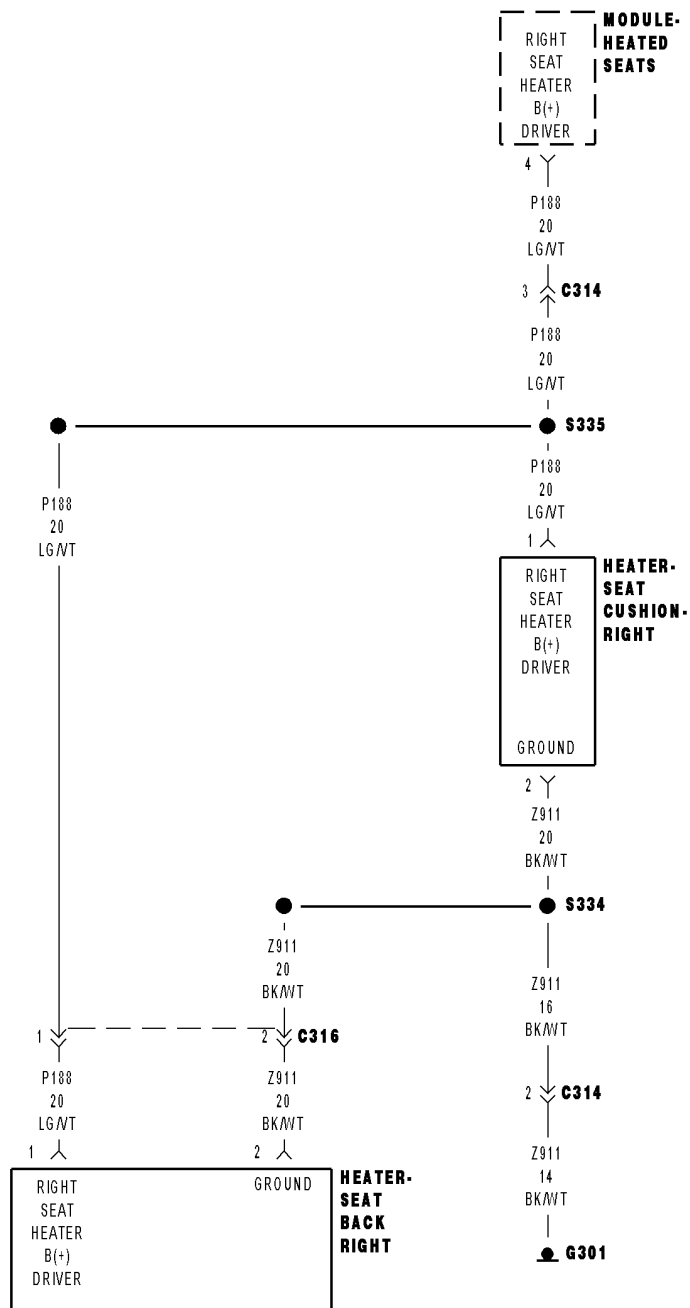 MODULE-
HEATED
SEATS
RIGHT
SEAT
HEATER
B(+)
DRIVER
4
P188
20
LG/VT
3
C314
P188
20
LG/VT
S335
P188
20
LG/VT
P188
20
LG/VT
1
HEATER-
SEAT
CUSHION-
RIGHT
RIGHT
SEAT
HEATER
B(+)
DRIVER
GROUND
2
Z911
20
BK/WT
S334
Z911
20
BK/WT
Z911
16
BK/WT
1
2
C316
P188
20
LG/VT
Z911
20
BK/WT
2
C314
1
2
Z911
14
BK/WT
RIGHT
SEAT
HEATER
B(+)
DRIVER
GROUND
HEATER-
SEAT
BACK
RIGHT
G301